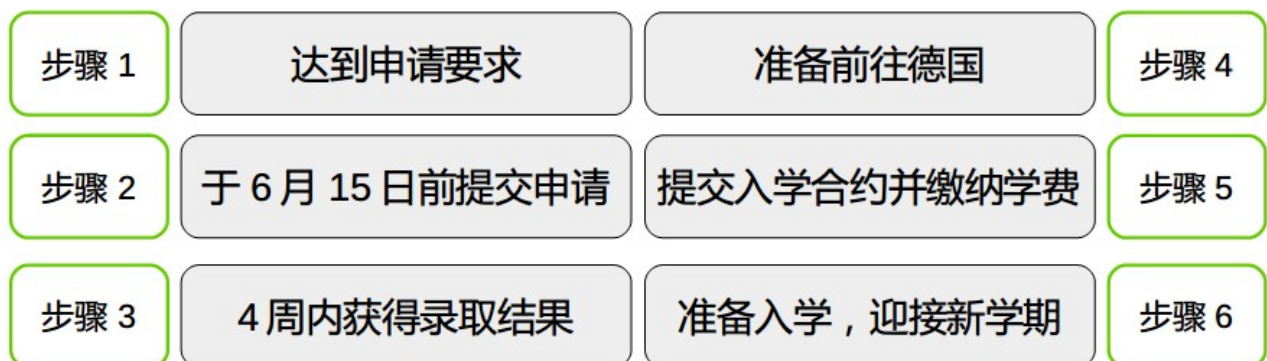 步骤 1
达到申请要求
准备前往德国
步骤 4
步骤 2
于 6 月 15 日前提交申请
提交入学合约并缴纳学费
步骤 5
步骤 3
4 周内获得录取结果
准备入学，迎接新学期
步骤 6